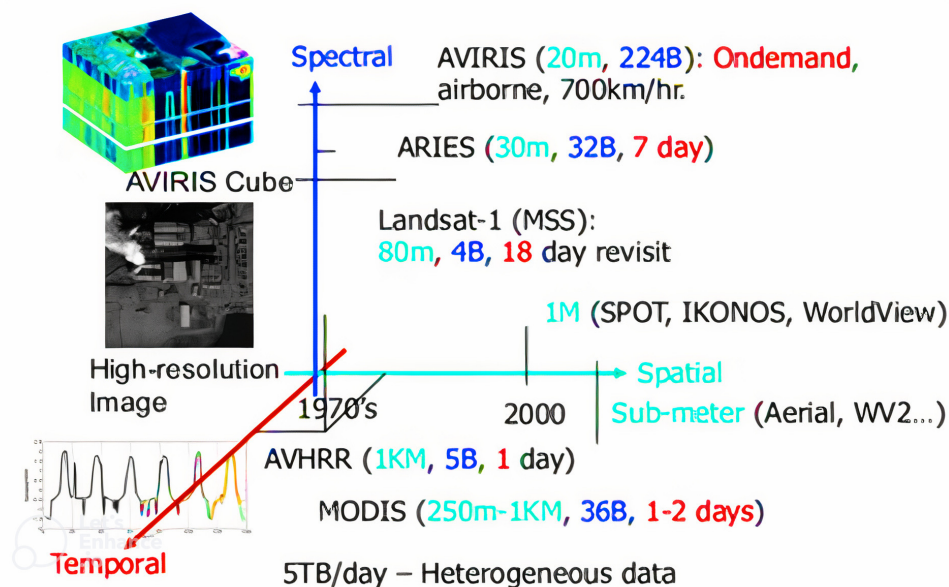 Spectral
AVIRIS (20m, 224B): Ondemand,
airborne, 700km/hr.
ARIES (30m, 32B, 7 day)
AVIRIS Cube
Landsat-1 (MSS):
80m, 4B, 18 day revisit
1M (SPOT, IKONOS, WorldView)
High-resolution
Image
Spatial
1970's
2000
Sub-meter (Aerial, WV2...)
AVHRR (1KM, 5B, 1 day)
MODIS (250m-1KM, 36B, 1-2 days)
Let's
Enhance
Temporal
5TB/day – Heterogeneous data